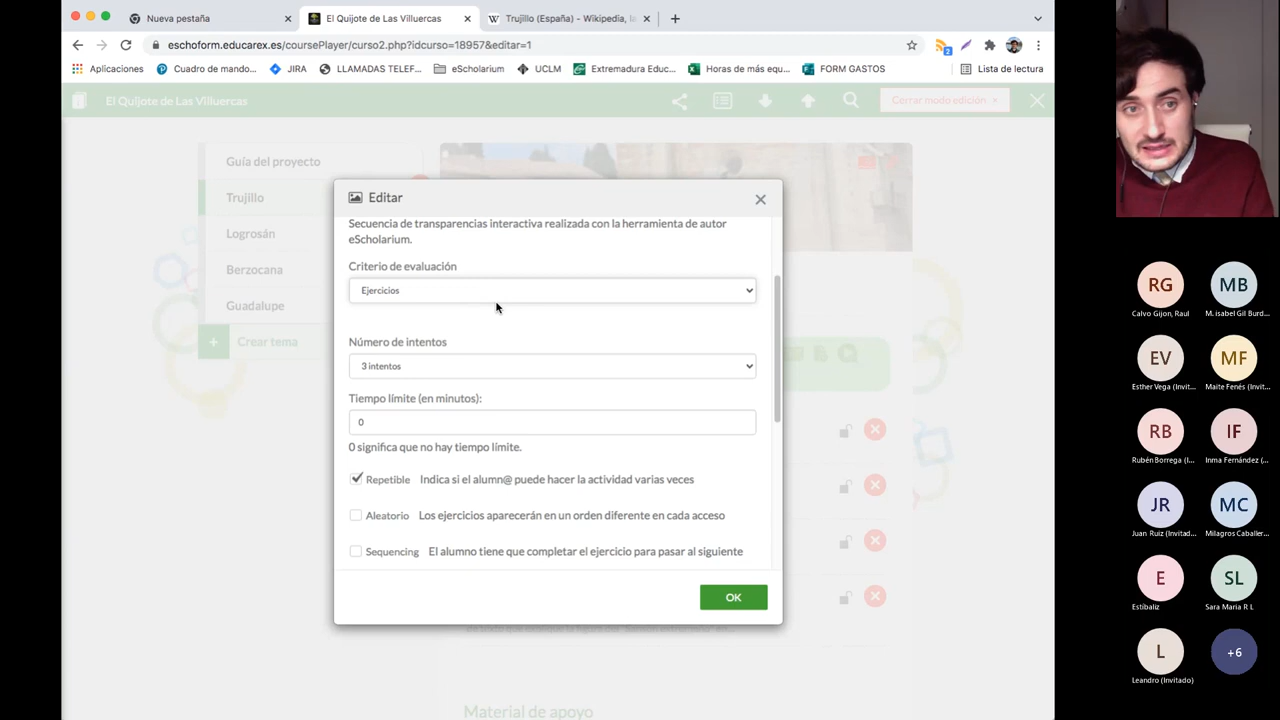 Nueva pestaña
El Quijote de Las Villuercas
Trujillo (España) – Wikipedia, la
eschoform.educarex.es/coursePlayer/curso2.php?idcurso=18957&editar=1
2
Aplicaciones
Cuadro de mando...
JIRA
LLAMADAS TELEF...
eScholarium
UCLM
Extremadura Educ...
Horas de más equ...
FORM GASTOS
Lista de lectura
El Quijote de Las Villuercas
Cerrar modo edición
Guía del proyecto
Trujillo
Logrosán
Berzocana
Guadalupe
Crear tema
Editar
Secuencia de transparencias interactiva realizada con la herramienta de autor
eScholarium.
Criterio de evaluación
Ejercicios
Número de intentos
3 intentos
Tiempo límite (en minutos):
0
0 significa que no hay tiempo límite.
Repetible Indica si el alumn@ puede hacer la actividad varias veces
Aleatorio Los ejercicios aparecerán en un orden diferente en cada acceso
Sequencing El alumno tiene que completar el ejercicio para pasar al siguiente
OK
Material de apoyo
RG
Calvo Gijon, Raul
MB
M. isabel Gil Burd...
EV
Esther Vega (Invit...
MF
Maite Fenés (Invit...
RB
Rubén Borrega (I...
IF
Inma Fernández (...
JR
Juan Ruiz (Invitad...
MC
Milagros Caballer...
E
Estíbaliz
SL
Sara Maria R L
L
Leandro (Invitado)
+6